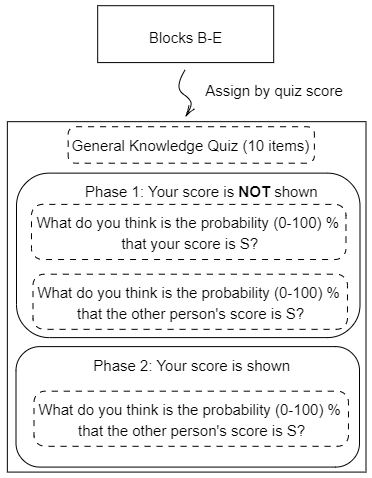 Blocks B-E
Assign by quiz score
General Knowledge Quiz (10 items)
Phase 1: Your score is NOT shown
What do you think is the probability (0-100) %
that your score is S?
What do you think is the probability (0-100) %
that the other person's score is S?
Phase 2: Your score is shown
What do you think is the probability (0-100) %
that the other person's score is S?